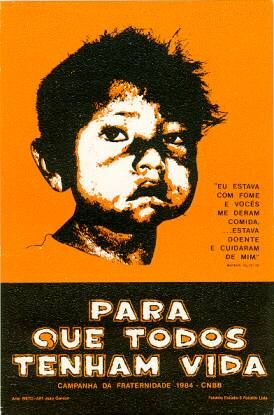 "EU ESTAVA
COM FOME
E VOCÊS
ME DERAM
COMIDA.
...ESTAVA
DOENTE
E CUIDARAM
DE MIM."
PARA
QUE TODOS
TENHAM VIDA
CAMPANHA DA FRATERNIDADE 1984 - CNBB